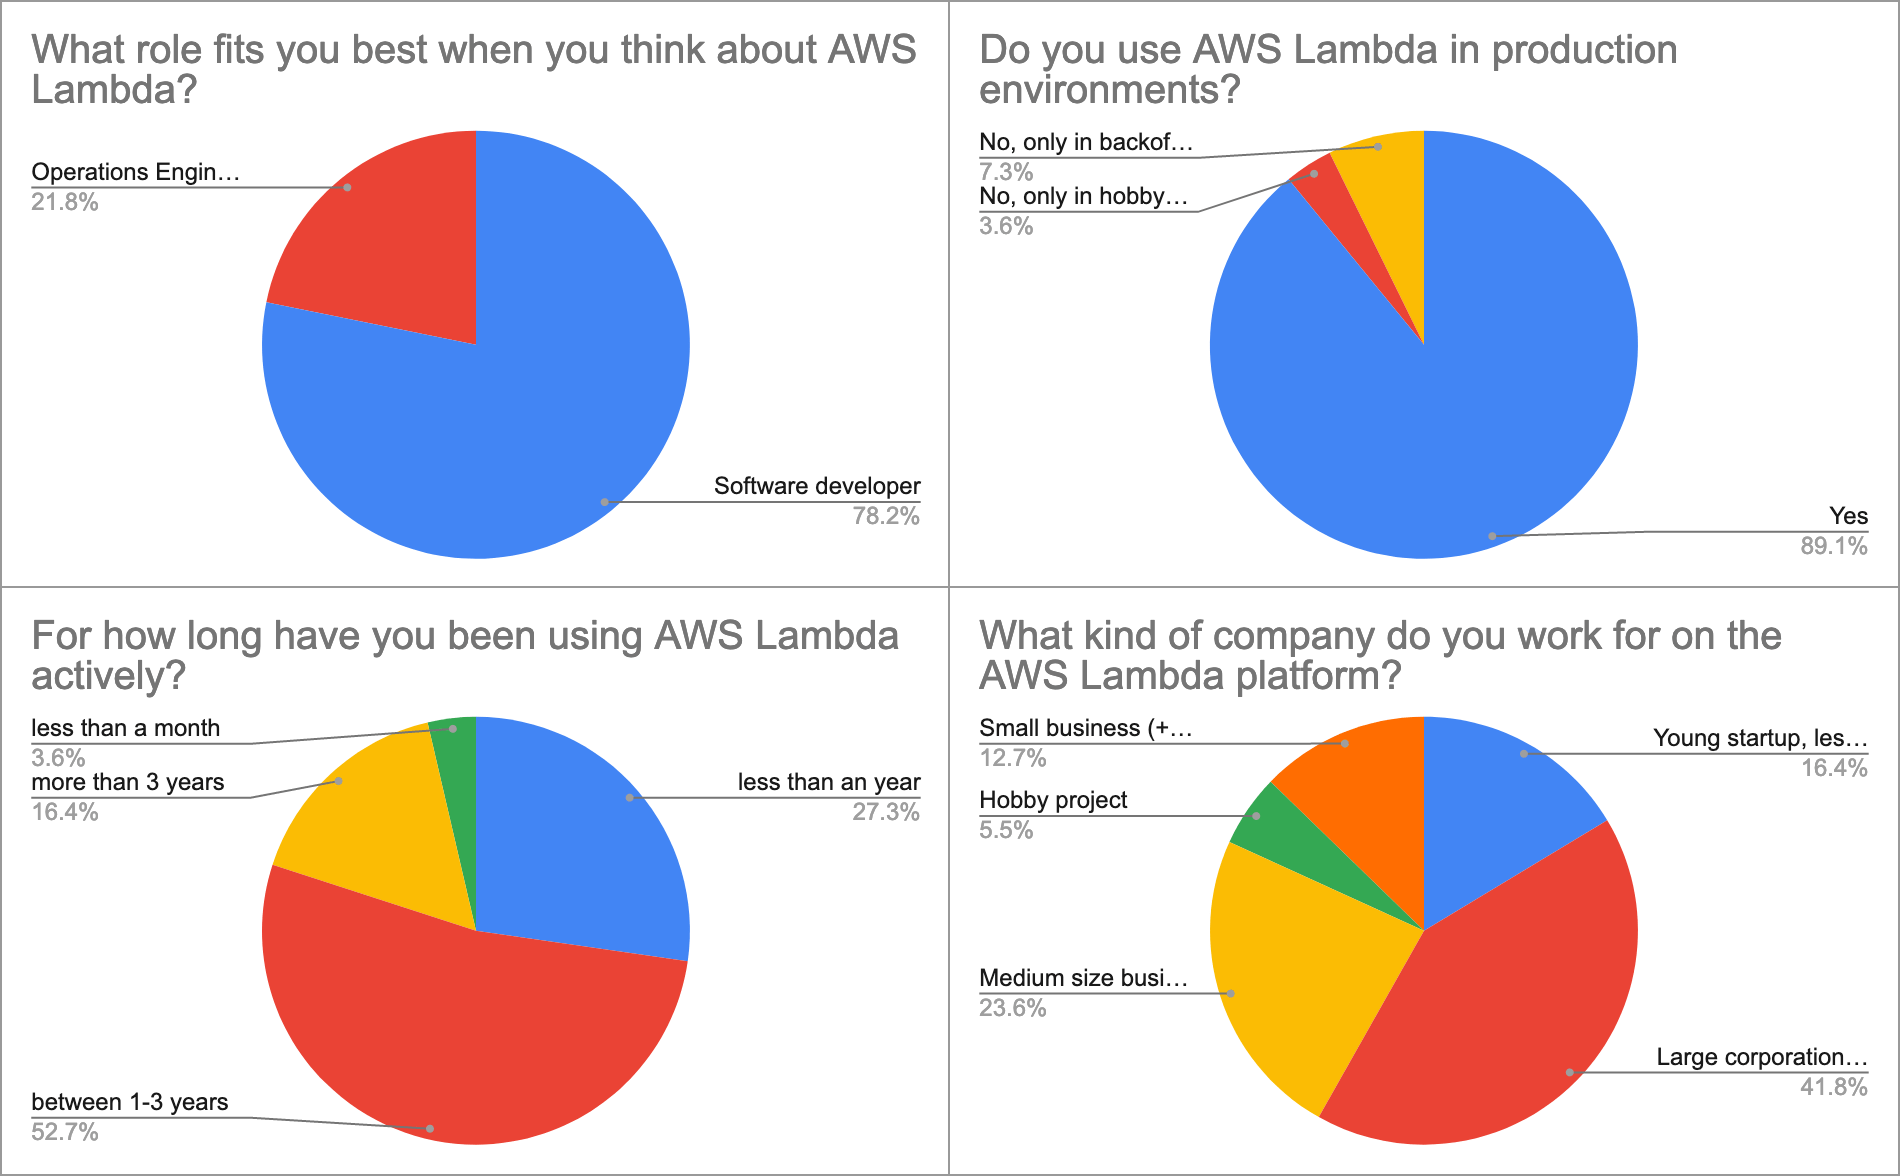 What role fits you best when you think about AWS
Lambda?
Operations Engin…
21.8%
Software developer
78.2%
Do you use AWS Lambda in production
environments?
No, only in backof…
7.3%
No, only in hobby…
3.6%
Yes
89.1%
For how long have you been using AWS Lambda
actively?
less than a month
3.6%
more than 3 years
16.4%
less than an year
27.3%
between 1-3 years
52.7%
What kind of company do you work for on the
AWS Lambda platform?
Small business (+…
12.7%
Young startup, les…
16.4%
Hobby project
5.5%
Medium size busi…
23.6%
Large corporation…
41.8%